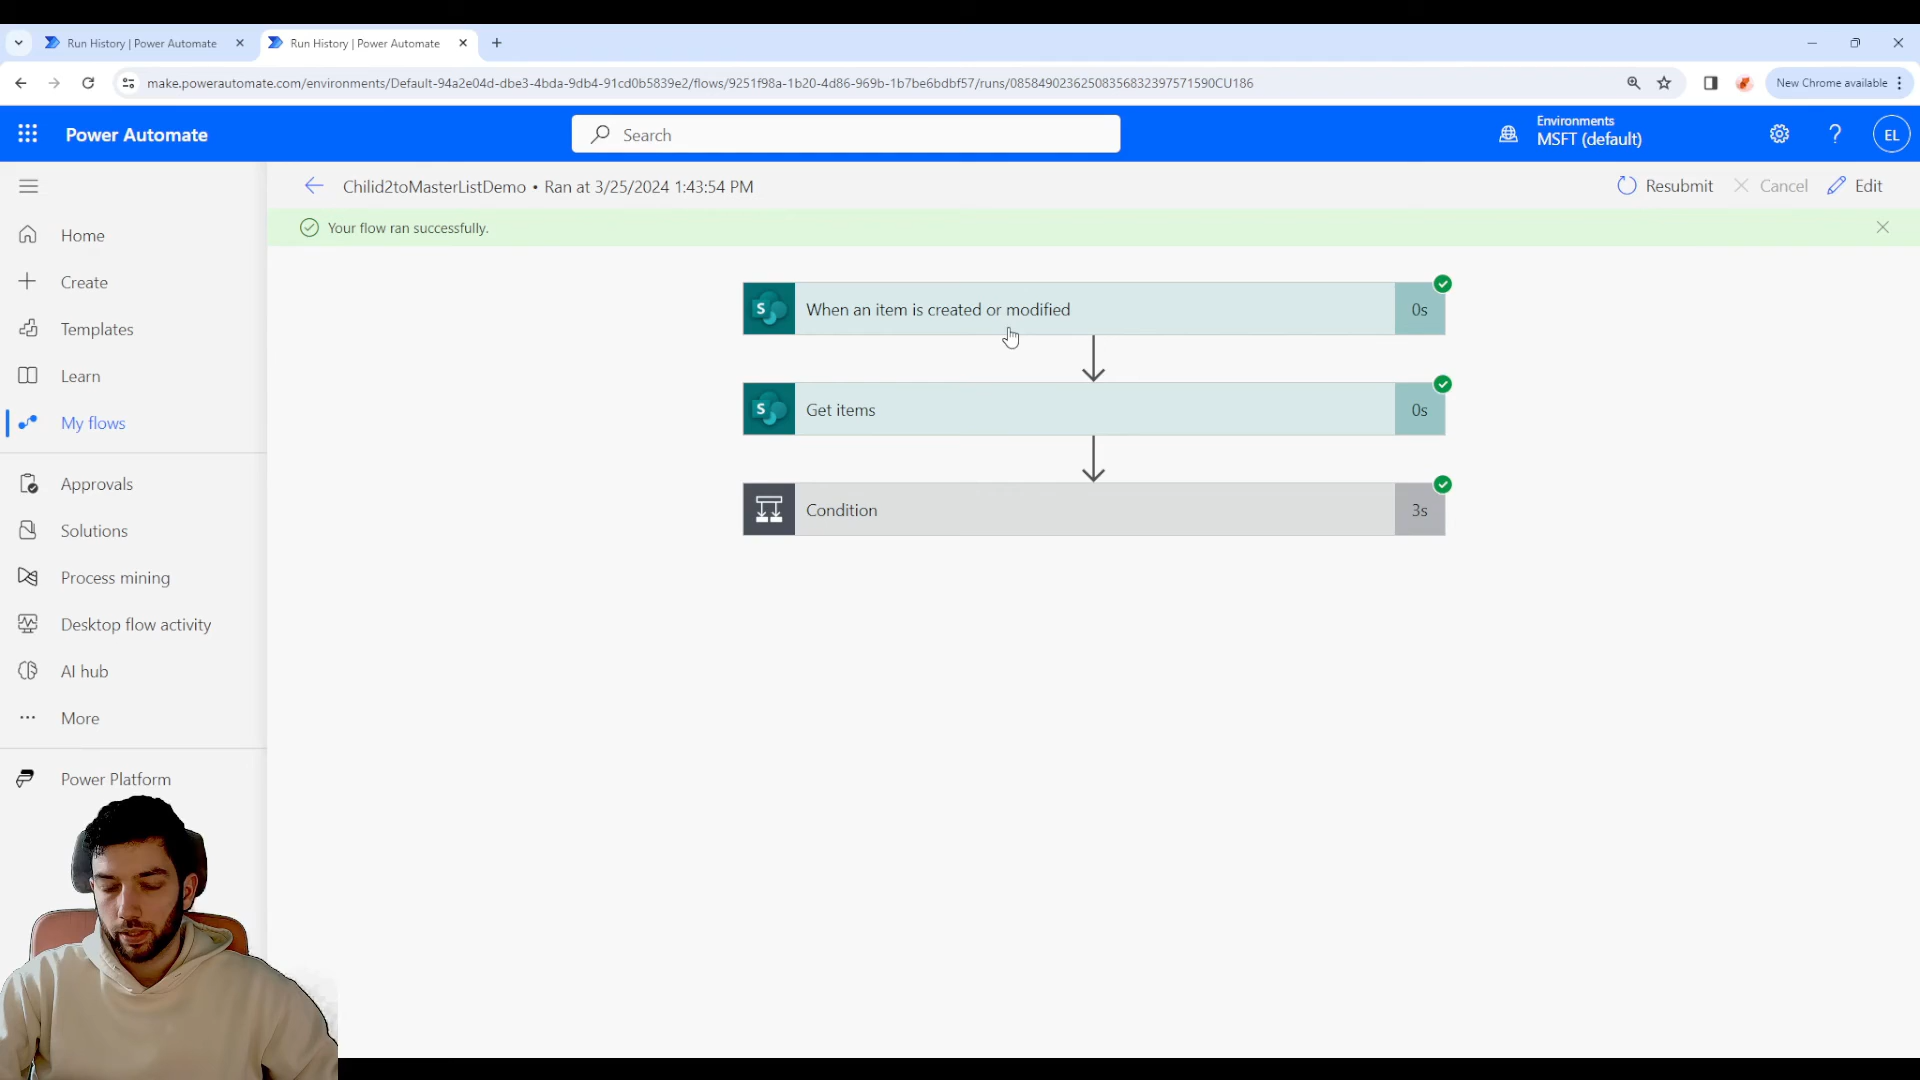 Run History | Power Automate
Run History | Power Automate
make.powerautomate.com/environments/Default-94a2e04d-dbe3-4bda-9db4-91cd0b5839e2/flows/9251f98a-1b20-4d86-969b-1b7be6bdbf57/runs/08584902362508356832397571590CU186
New Chrome available
Power Automate
Search
Environments
MSFT (default)
?
EL
Chilid2toMasterListDemo • Ran at 3/25/2024 1:43:54 PM
Resubmit
Cancel
Edit
Your flow ran successfully.
Home
Create
Templates
Learn
My flows
Approvals
Solutions
Process mining
Desktop flow activity
AI hub
More
Power Platform
S
When an item is created or modified
0s
S
Get items
0s
Condition
3s